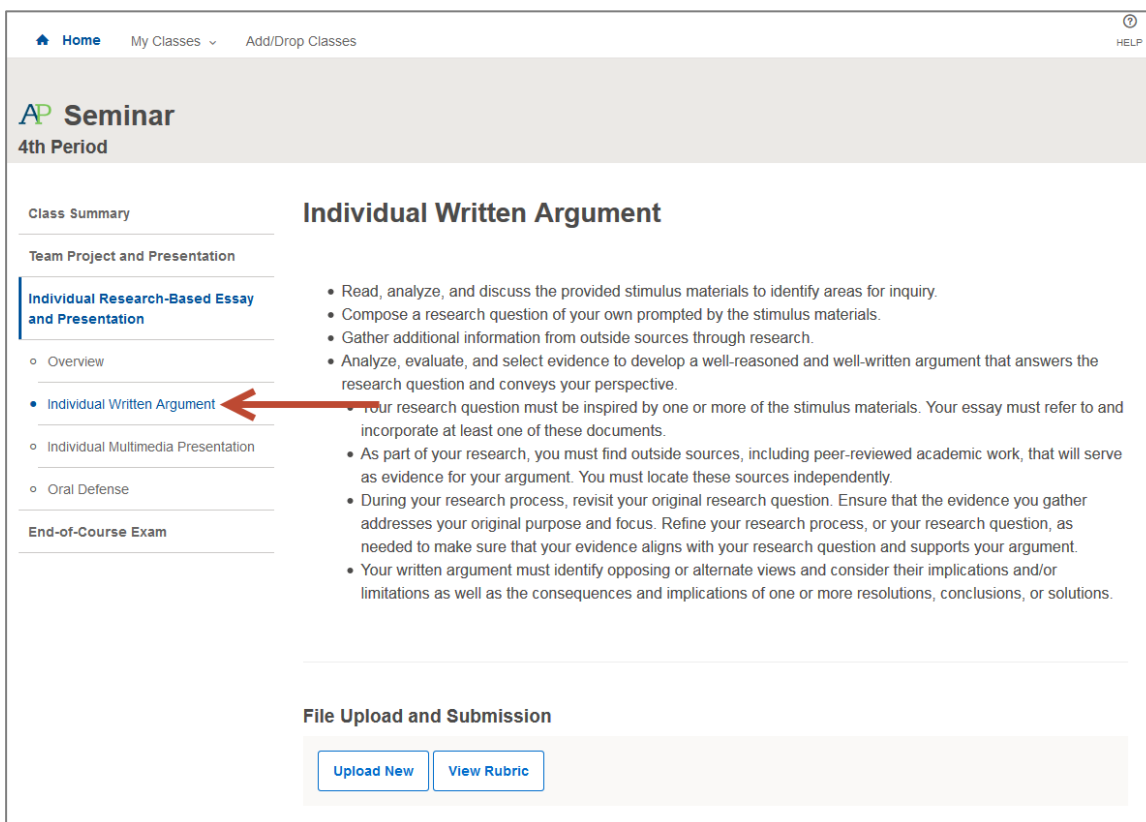 Home My Classes Add/Drop Classes
?
HELP
AP Seminar
4th Period
Class Summary
Team Project and Presentation
Individual Research-Based Essay
and Presentation
Overview
Individual Written Argument
Individual Multimedia Presentation
Oral Defense
End-of-Course Exam
Individual Written Argument
• Read, analyze, and discuss the provided stimulus materials to identify areas for inquiry.
• Compose a research question of your own prompted by the stimulus materials.
• Gather additional information from outside sources through research.
• Analyze, evaluate, and select evidence to develop a well-reasoned and well-written argument that answers the
research question and conveys your perspective.
• Your research question must be inspired by one or more of the stimulus materials. Your essay must refer to and
incorporate at least one of these documents.
• As part of your research, you must find outside sources, including peer-reviewed academic work, that will serve
as evidence for your argument. You must locate these sources independently.
• During your research process, revisit your original research question. Ensure that the evidence you gather
addresses your original purpose and focus. Refine your research process, or your research question, as
needed to make sure that your evidence aligns with your research question and supports your argument.
• Your written argument must identify opposing or alternate views and consider their implications and/or
limitations as well as the consequences and implications of one or more resolutions, conclusions, or solutions.
File Upload and Submission
Upload New View Rubric